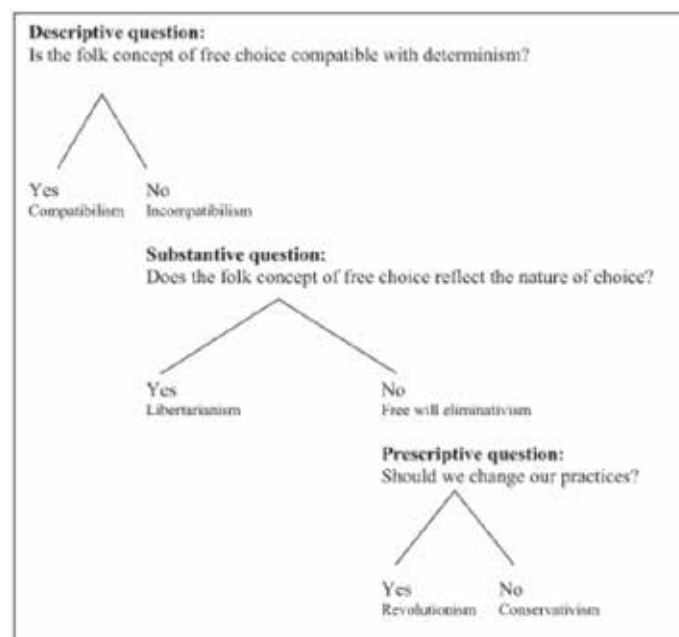 Descriptive question:
Is the folk concept of free choice compatible with determinism?
Yes No
Compatibilism Incompatibilism
Substantive question:
Does the folk concept of free choice reflect the nature of choice?
Yes No
Libertarianism Free will eliminativism
Prescriptive question:
Should we change our practices?
Yes No
Revolutionism Conservativism